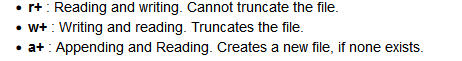 • r+ : Reading and writing. Cannot truncate the file.
• w+ : Writing and reading. Truncates the file.
• a+ : Appending and Reading. Creates a new file, if none exists.